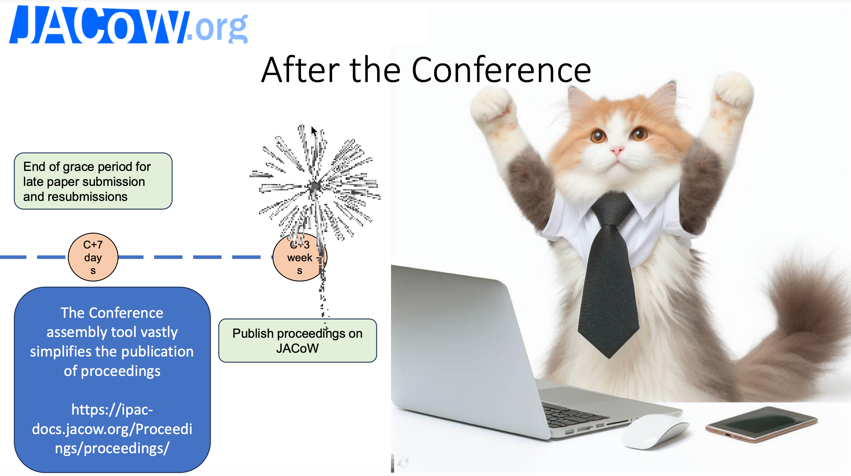 JACoW.org
After the Conference
End of grace period for
late paper submission
and resubmissions
C+7
day
s
C+3
week
s
The Conference
assembly tool vastly
simplifies the publication
of proceedings
https://ipac-
docs.jacow.org/Proceedi
ngs/proceedings/
Publish proceedings on
JACoW